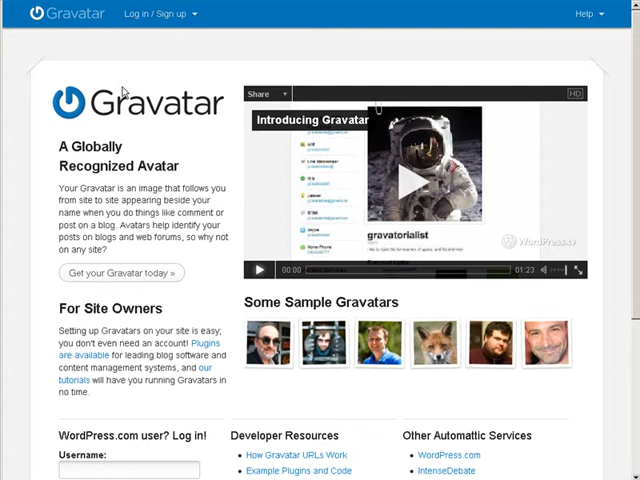 Gravatar
Log in / Sign up
Help
Gravatar
A Globally
Recognized Avatar
Your Gravatar is an image that follows you
from site to site appearing beside your
name when you do things like comment or
post on a blog. Avatars help identify your
posts on blogs and web forums, so why not
on any site?
Get your Gravatar today »
For Site Owners
Setting up Gravatars on your site is easy;
you don't even need an account! Plugins
are available for leading blog software and
content management systems, and our
tutorials will have you running Gravatars in
no time.
Share
HD
Introducing Gravatar
gravatorialist
WordPress.tv
00:00
01:23
Some Sample Gravatars
WordPress.com user? Log in!
Username:
Developer Resources
How Gravatar URLs Work
Example Plugins and Code
Other Automattic Services
WordPress.com
IntenseDebate